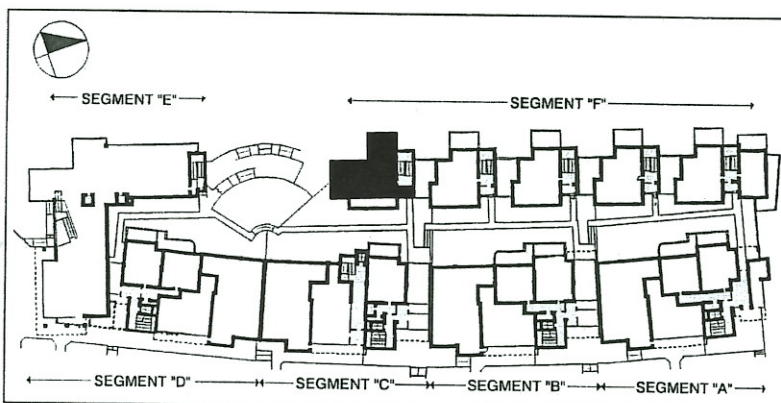 SEGMENT "E"
SEGMENT "F"
SEGMENT "D"
SEGMENT "C"
SEGMENT "B"
SEGMENT "A"